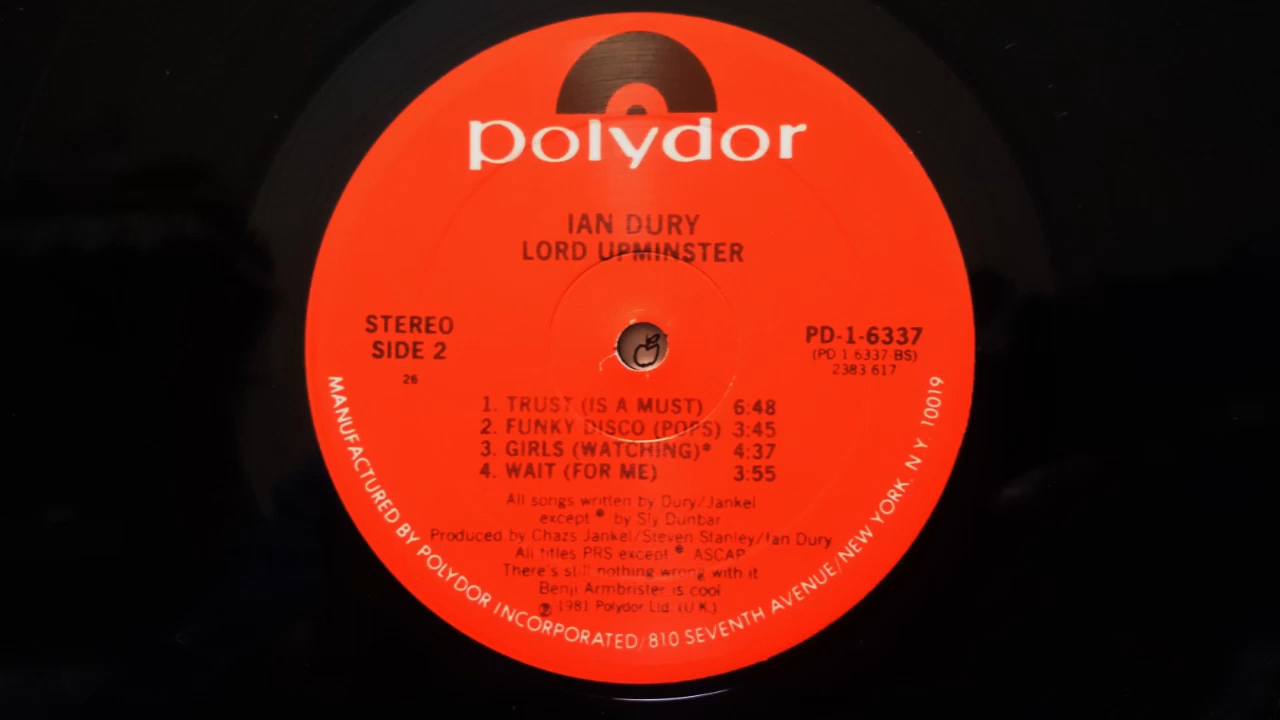 polydor
IAN DURY
LORD UPMINSTER
STEREO
SIDE 2
26
PD-1-6337
(PD 1 6337-BS)
2383 617
1. TRUST (IS A MUST) 6:48
2. FUNKY DISCO (POPS) 3:45
3. GIRLS (WATCHING)* 4:37
4. WAIT (FOR ME) 3:55
All songs written by Dury/Jankel
except * by Sly Dunbar
Produced by Chazs Jankel/Steven Stanley/Ian Dury
All titles PRS except * ASCAP
There's still nothing wrong with it
Benji Armbrister is cool
℗ 1981 Polydor Ltd. (U.K.)
MANUFACTURED BY POLYDOR INCORPORATED/810 SEVENTH AVENUE/NEW YORK. N.Y. 10019